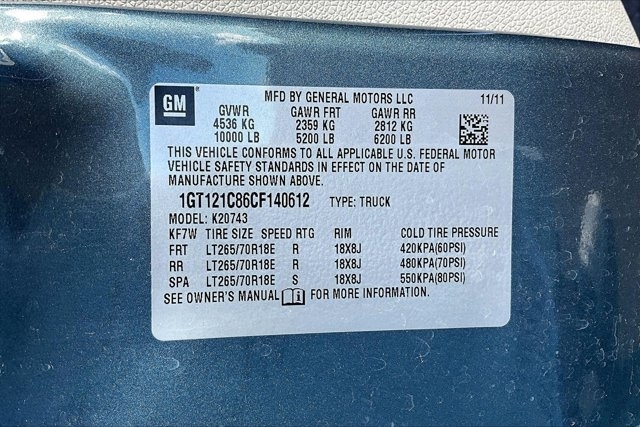 GM
MFD BY GENERAL MOTORS LLC 11/11
GVWR GAWR FRT GAWR RR
4536 KG 2359 KG 2812 KG
10000 LB 5200 LB 6200 LB
THIS VEHICLE CONFORMS TO ALL APPLICABLE U.S. FEDERAL MOTOR
VEHICLE SAFETY STANDARDS IN EFFECT ON THE DATE OF
MANUFACTURE SHOWN ABOVE.
1GT121C86CF140612 TYPE: TRUCK
MODEL: K20743
KF7W TIRE SIZE SPEED RTG RIM COLD TIRE PRESSURE
FRT LT265/70R18E R 18X8J 420KPA(60PSI)
RR LT265/70R18E R 18X8J 480KPA(70PSI)
SPA LT265/70R18E S 18X8J 550KPA(80PSI)
SEE OWNER'S MANUAL FOR MORE INFORMATION.